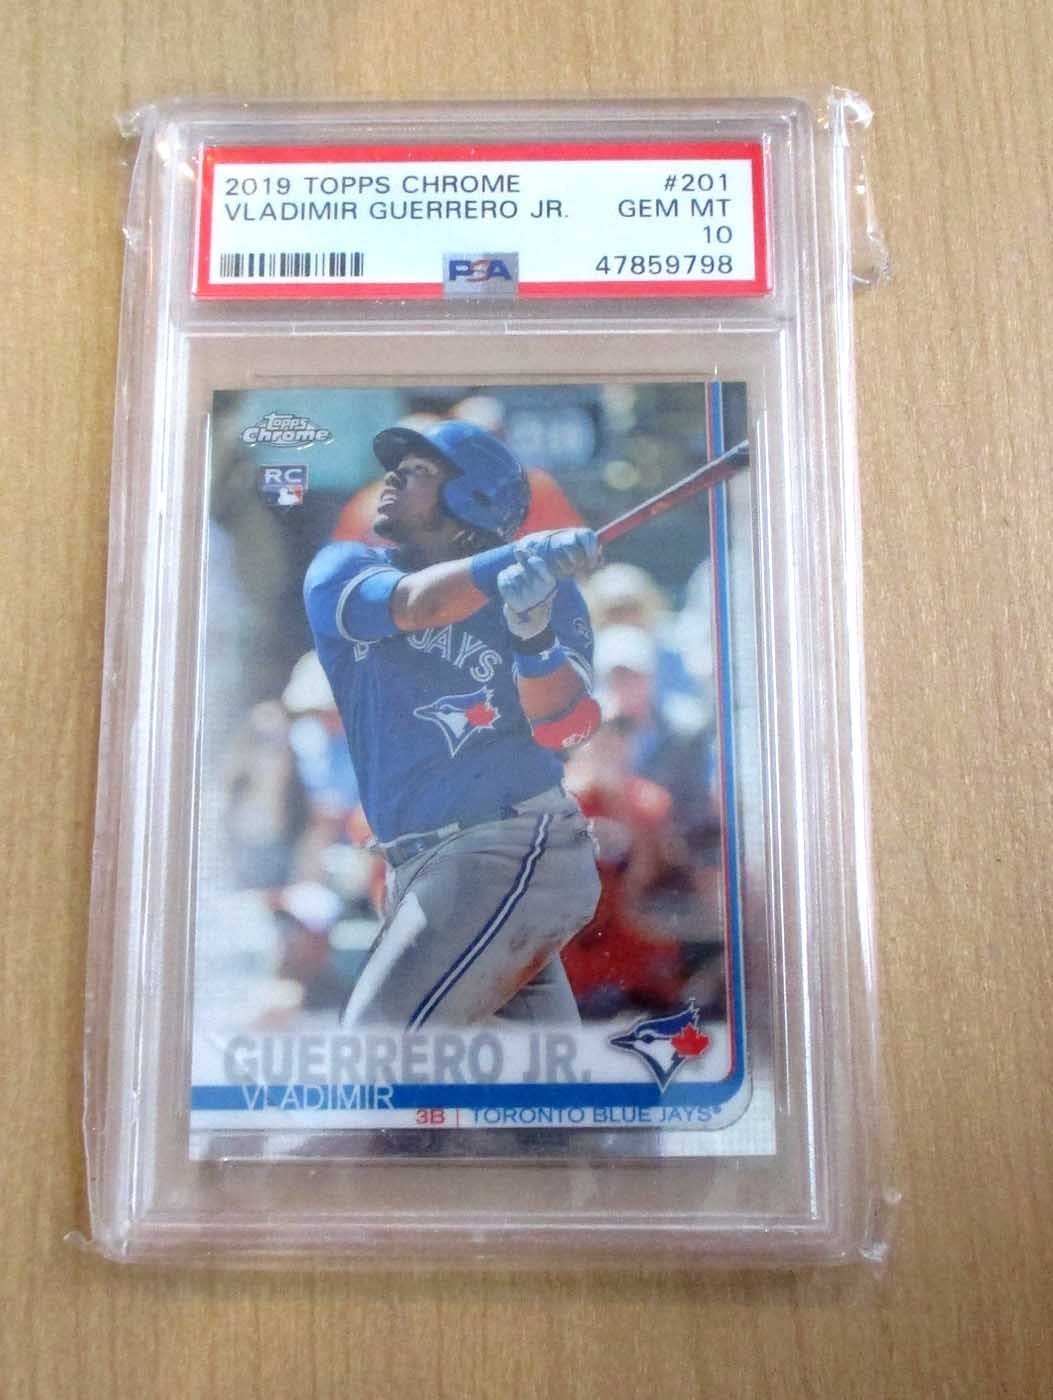 2019 TOPPS CHROME #201
VLADIMIR GUERRERO JR. GEM MT
10
PSA 47859798
Topps
Chrome
RC
JAYS
GUERRERO JR.
VLADIMIR
3B | TORONTO BLUE JAYS®